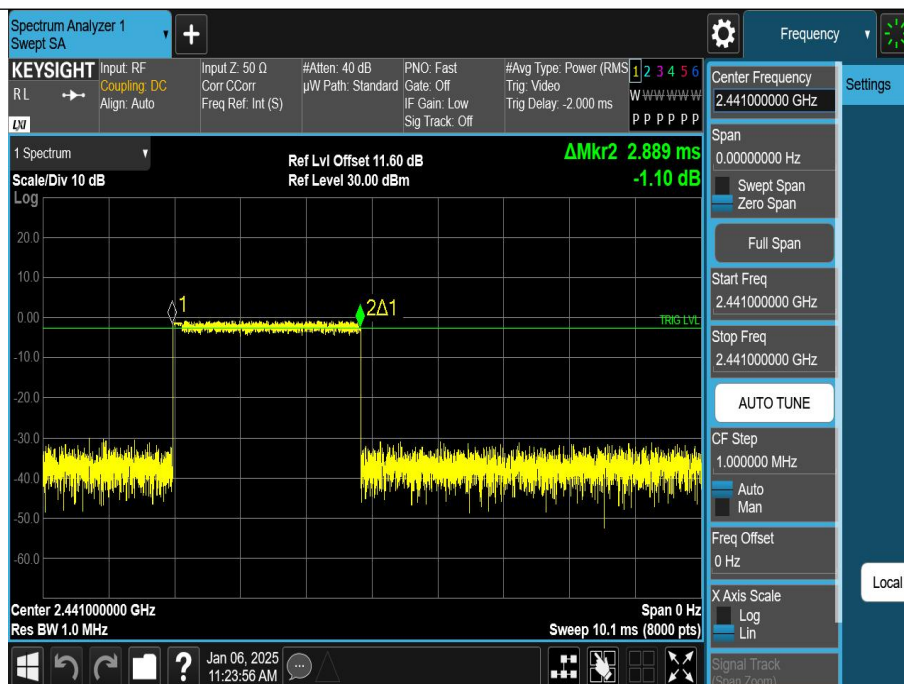 Spectrum Analyzer 1
Swept SA
+
Frequency
KEYSIGHT
R L
LXI
Input: RF
Coupling: DC
Align: Auto
Input Z: 50 Ω
Corr CCorr
Freq Ref: Int (S)
#Atten: 40 dB
µW Path: Standard
PNO: Fast
Gate: Off
IF Gain: Low
Sig Track: Off
#Avg Type: Power (RMS
Trig: Video
Trig Delay: -2.000 ms
1 2 3 4 5 6
W W W W W W
P P P P P P
1 Spectrum
Scale/Div 10 dB
Log
Ref Lvl Offset 11.60 dB
Ref Level 30.00 dBm
ΔMkr2 2.889 ms
-1.10 dB
20.0
10.0
0.00
-10.0
-20.0
-30.0
-40.0
-50.0
-60.0
1
2Δ1
TRIG LVL
Center 2.441000000 GHz
Res BW 1.0 MHz
Span 0 Hz
Sweep 10.1 ms (8000 pts)
Center Frequency
2.441000000 GHz
Span
0.00000000 Hz
Swept Span
Zero Span
Full Span
Start Freq
2.441000000 GHz
Stop Freq
2.441000000 GHz
AUTO TUNE
CF Step
1.000000 MHz
Auto
Man
Freq Offset
0 Hz
X Axis Scale
Log
Lin
Signal Track
(Span Zoom)
Settings
Local
?
Jan 06, 2025
11:23:56 AM